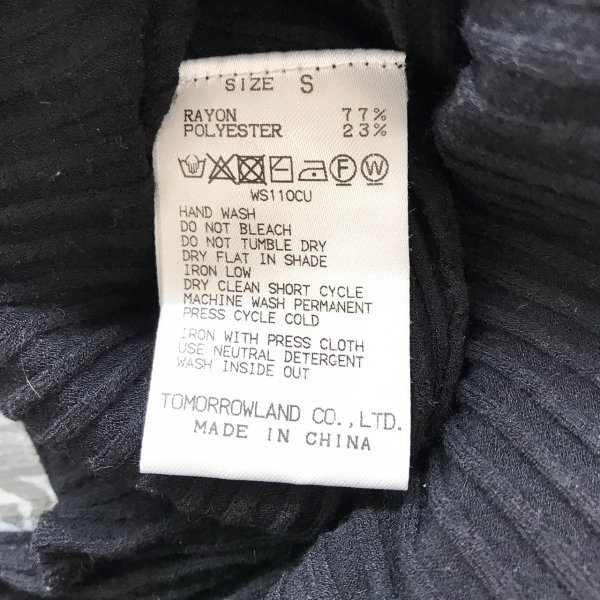 SIZE S
RAYON 77%
POLYESTER 23%
F W
WS110CU
HAND WASH
DO NOT BLEACH
DO NOT TUMBLE DRY
DRY FLAT IN SHADE
IRON LOW
DRY CLEAN SHORT CYCLE
MACHINE WASH PERMANENT
PRESS CYCLE COLD
IRON WITH PRESS CLOTH
USE NEUTRAL DETERGENT
WASH INSIDE OUT
TOMORROWLAND CO.,LTD.
MADE IN CHINA